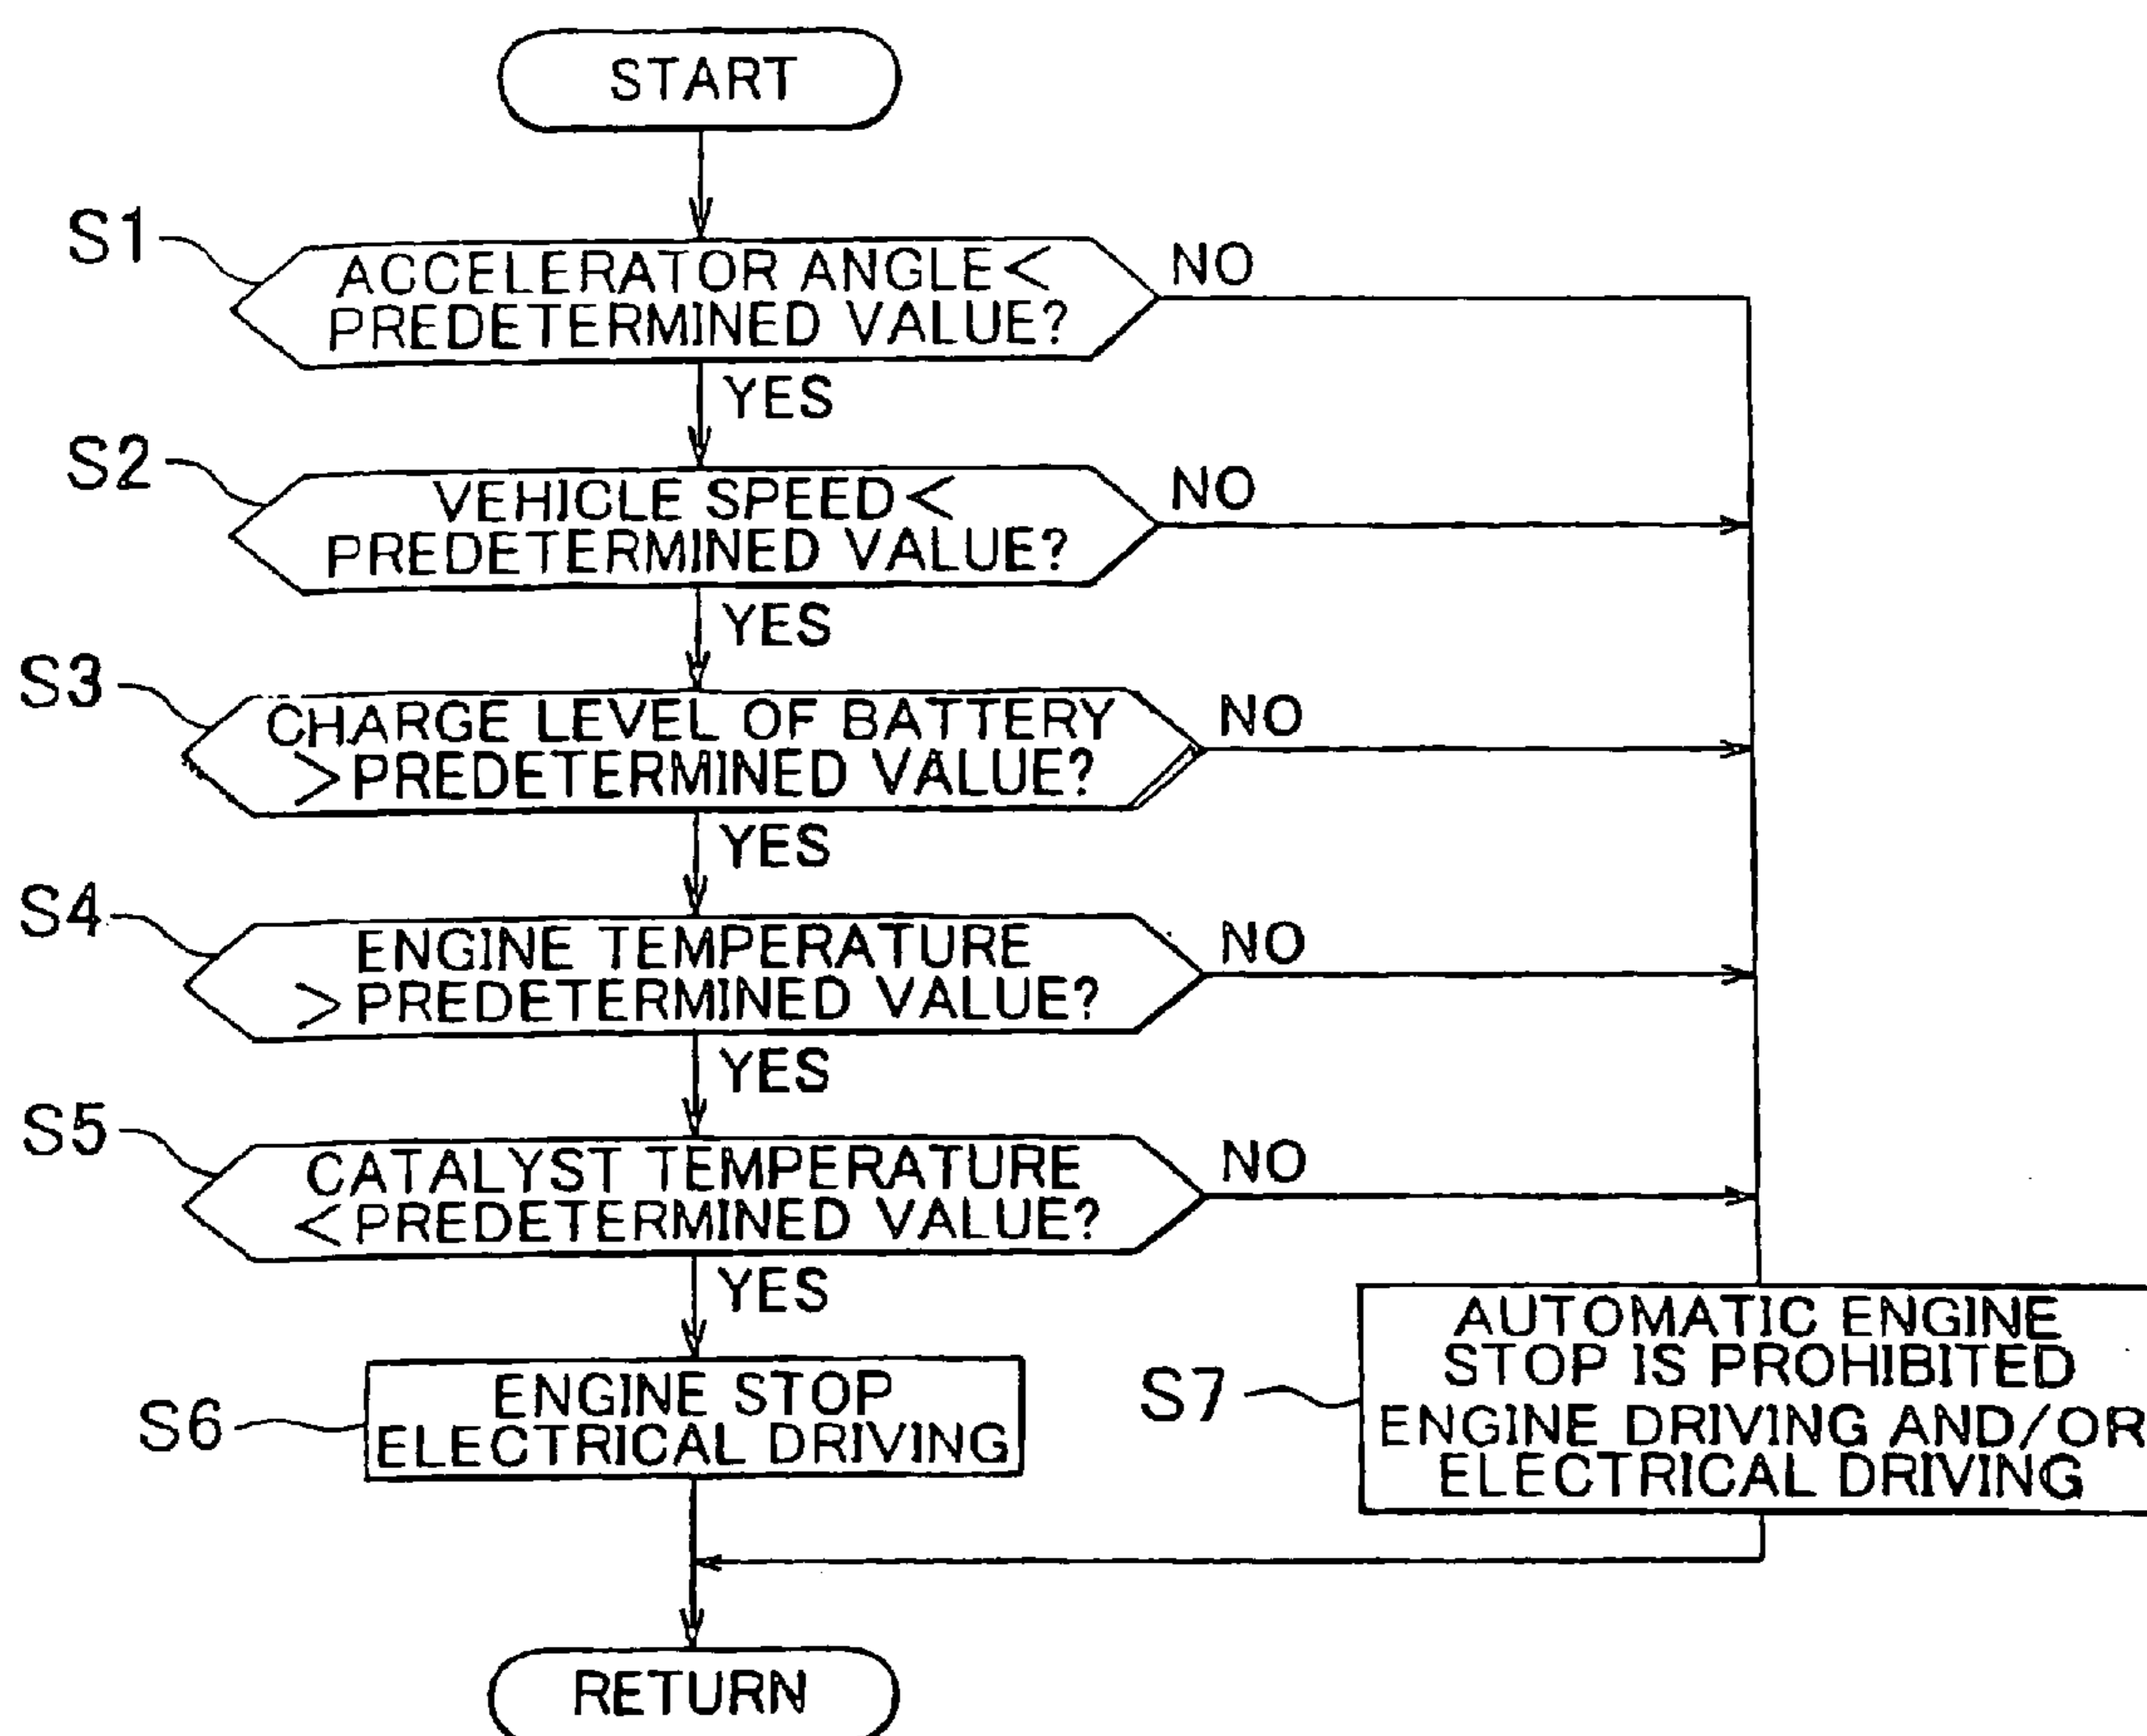 START
S1
ACCELERATOR ANGLE<
PREDETERMINED VALUE?
NO
YES
S2
VEHICLE SPEED<
PREDETERMINED VALUE?
NO
YES
S3
CHARGE LEVEL OF BATTERY
>PREDETERMINED VALUE?
NO
YES
S4
ENGINE TEMPERATURE
>PREDETERMINED VALUE?
NO
YES
S5
CATALYST TEMPERATURE
<PREDETERMINED VALUE?
NO
YES
S6
ENGINE STOP
ELECTRICAL DRIVING
S7
AUTOMATIC ENGINE
STOP IS PROHIBITED
ENGINE DRIVING AND/OR
ELECTRICAL DRIVING
RETURN